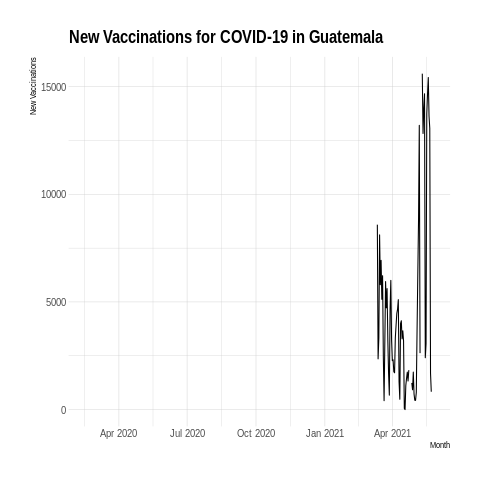 New Vaccinations for COVID-19 in Guatemala
New Vaccinations
15000
10000
5000
0
Apr 2020 Jul 2020 Oct 2020 Jan 2021 Apr 2021
Month